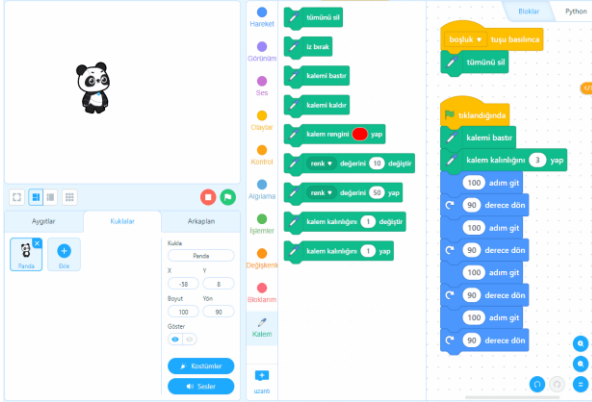 Bloklar
Python
Hareket
Görünüm
Ses
Olaylar
Kontrol
Algılama
İşlemler
Değişkenle
Bloklarım
Kalem
uzantı
tümünü sil
iz bırak
kalemi bastır
kalemi kaldır
kalem rengini yap
renk değerini 10 değiştir
renk değerini 50 yap
kalem kalınlığını 1 değiştir
kalem kalınlığını 1 yap
boşluk tuşu basılınca
tümünü sil
tıklandığında
kalemi bastır
kalem kalınlığını 3 yap
100 adım git
90 derece dön
100 adım git
90 derece dön
100 adım git
90 derece dön
100 adım git
90 derece dön
Aygıtlar
Kuklalar
Arkaplan
Panda
Ekle
Kukla
Panda
X
Y
-50
0
Boyut
Yön
100
90
Göster
Kostümler
Sesler